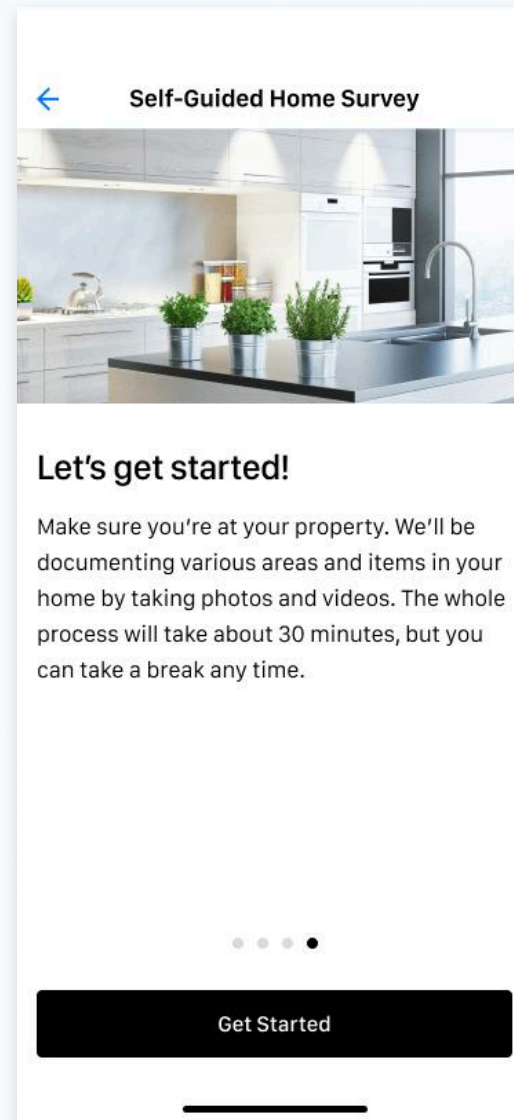 Self-Guided Home Survey
Let's get started!
Make sure you're at your property. We'll be
documenting various areas and items in your
home by taking photos and videos. The whole
process will take about 30 minutes, but you
can take a break any time.
Get Started